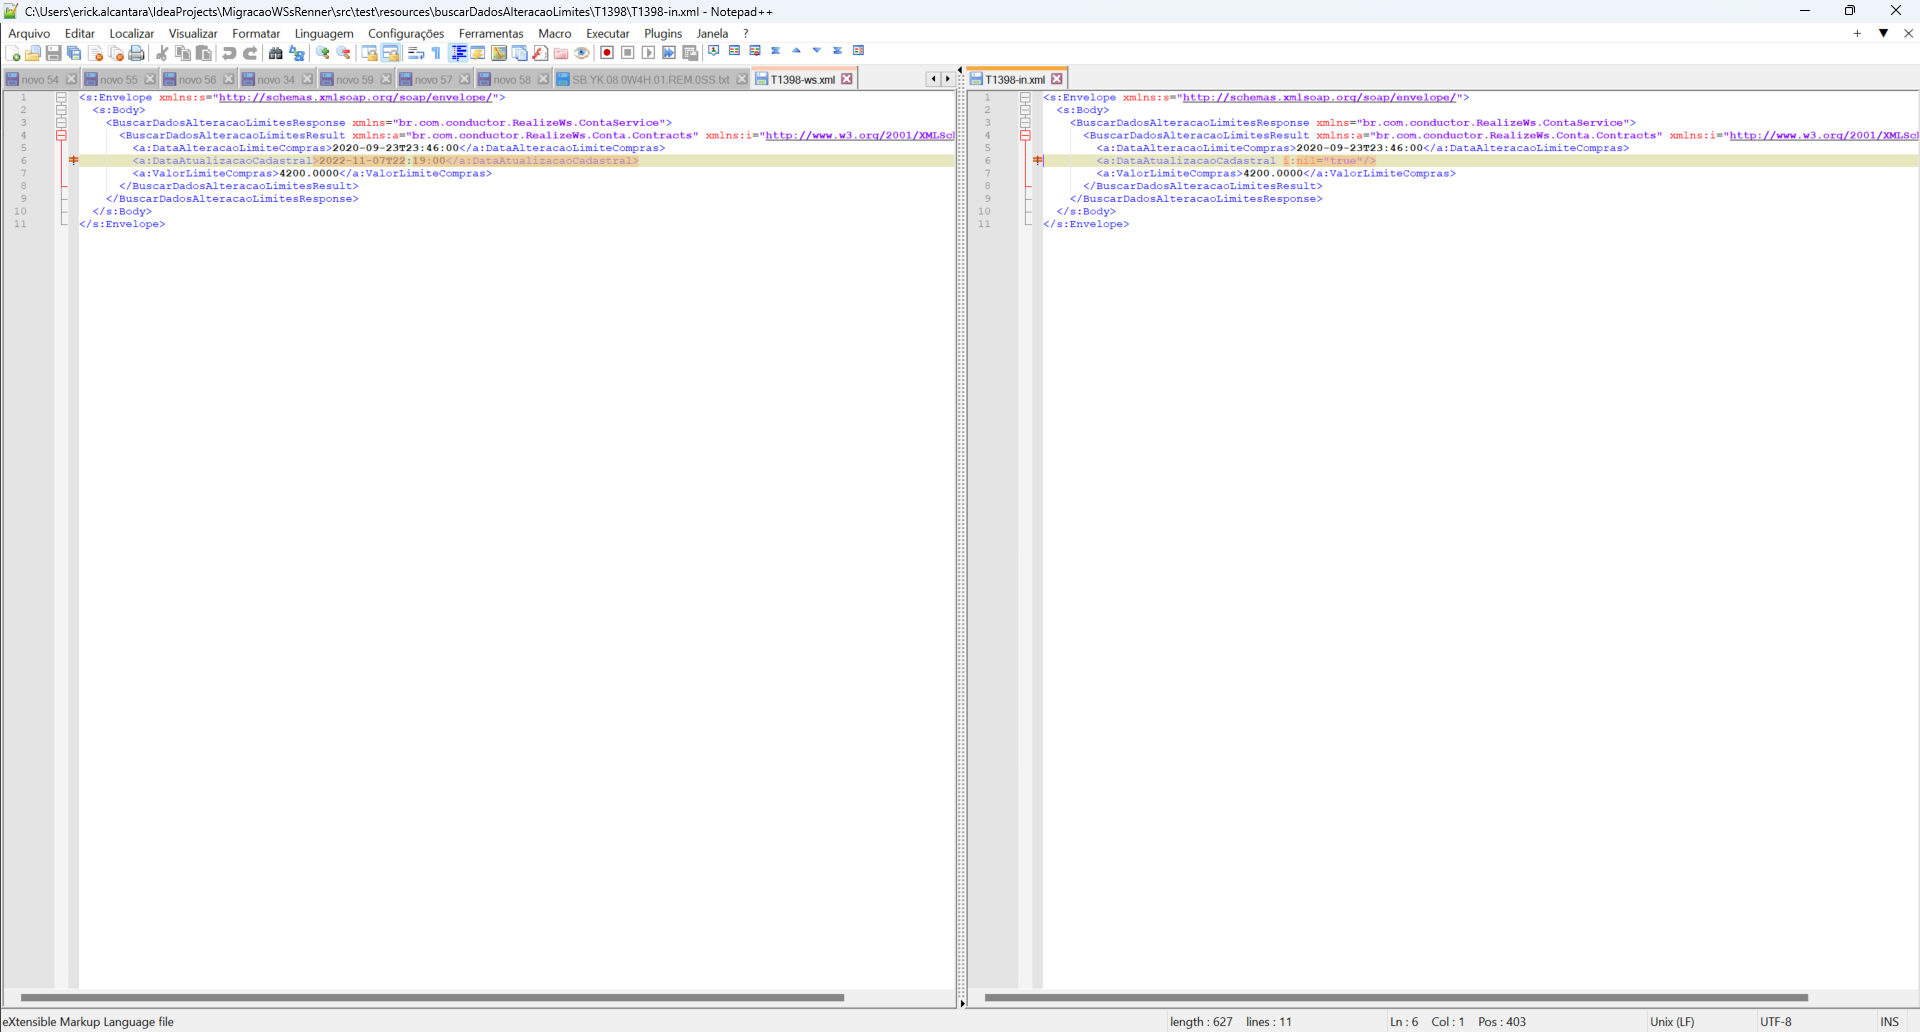 C:\Users\erick.alcantara\IdeaProjects\MigracaoWSsRenner\src\test\resources\buscarDadosAlteracaoLimites\T1398\T1398-in.xml - Notepad++
Arquivo Editar Localizar Visualizar Formatar Linguagem Configurações Ferramentas Macro Executar Plugins Janela ?
novo 54 novo 55 novo 56 novo 34 novo 59 novo 57 novo 58 SB.YK.08.0W4H.01.REM.0SS.txt T1398-ws.xml
1 <s:Envelope xmlns:s="http://schemas.xmlsoap.org/soap/envelope/">
2 <s:Body>
3 <BuscarDadosAlteracaoLimitesResponse xmlns="br.com.conductor.RealizeWs.ContaService">
4 <BuscarDadosAlteracaoLimitesResult xmlns:a="br.com.conductor.RealizeWs.Conta.Contracts" xmlns:i="http://www.w3.org/2001/XMLScl
5 <a:DataAlteracaoLimiteCompras>2020-09-23T23:46:00</a:DataAlteracaoLimiteCompras>
6 <a:DataAtualizacaoCadastral>2022-11-07T22:19:00</a:DataAtualizacaoCadastral>
7 <a:ValorLimiteCompras>4200.0000</a:ValorLimiteCompras>
8 </BuscarDadosAlteracaoLimitesResult>
9 </BuscarDadosAlteracaoLimitesResponse>
10 </s:Body>
11 </s:Envelope>
T1398-in.xml
1 <s:Envelope xmlns:s="http://schemas.xmlsoap.org/soap/envelope/">
2 <s:Body>
3 <BuscarDadosAlteracaoLimitesResponse xmlns="br.com.conductor.RealizeWs.ContaService">
4 <BuscarDadosAlteracaoLimitesResult xmlns:a="br.com.conductor.RealizeWs.Conta.Contracts" xmlns:i="http://www.w3.org/2001/XMLScl
5 <a:DataAlteracaoLimiteCompras>2020-09-23T23:46:00</a:DataAlteracaoLimiteCompras>
6 <a:DataAtualizacaoCadastral i:nil="true"/>
7 <a:ValorLimiteCompras>4200.0000</a:ValorLimiteCompras>
8 </BuscarDadosAlteracaoLimitesResult>
9 </BuscarDadosAlteracaoLimitesResponse>
10 </s:Body>
11 </s:Envelope>
eXtensible Markup Language file length : 627 lines : 11 Ln : 6 Col : 1 Pos : 403 Unix (LF) UTF-8 INS